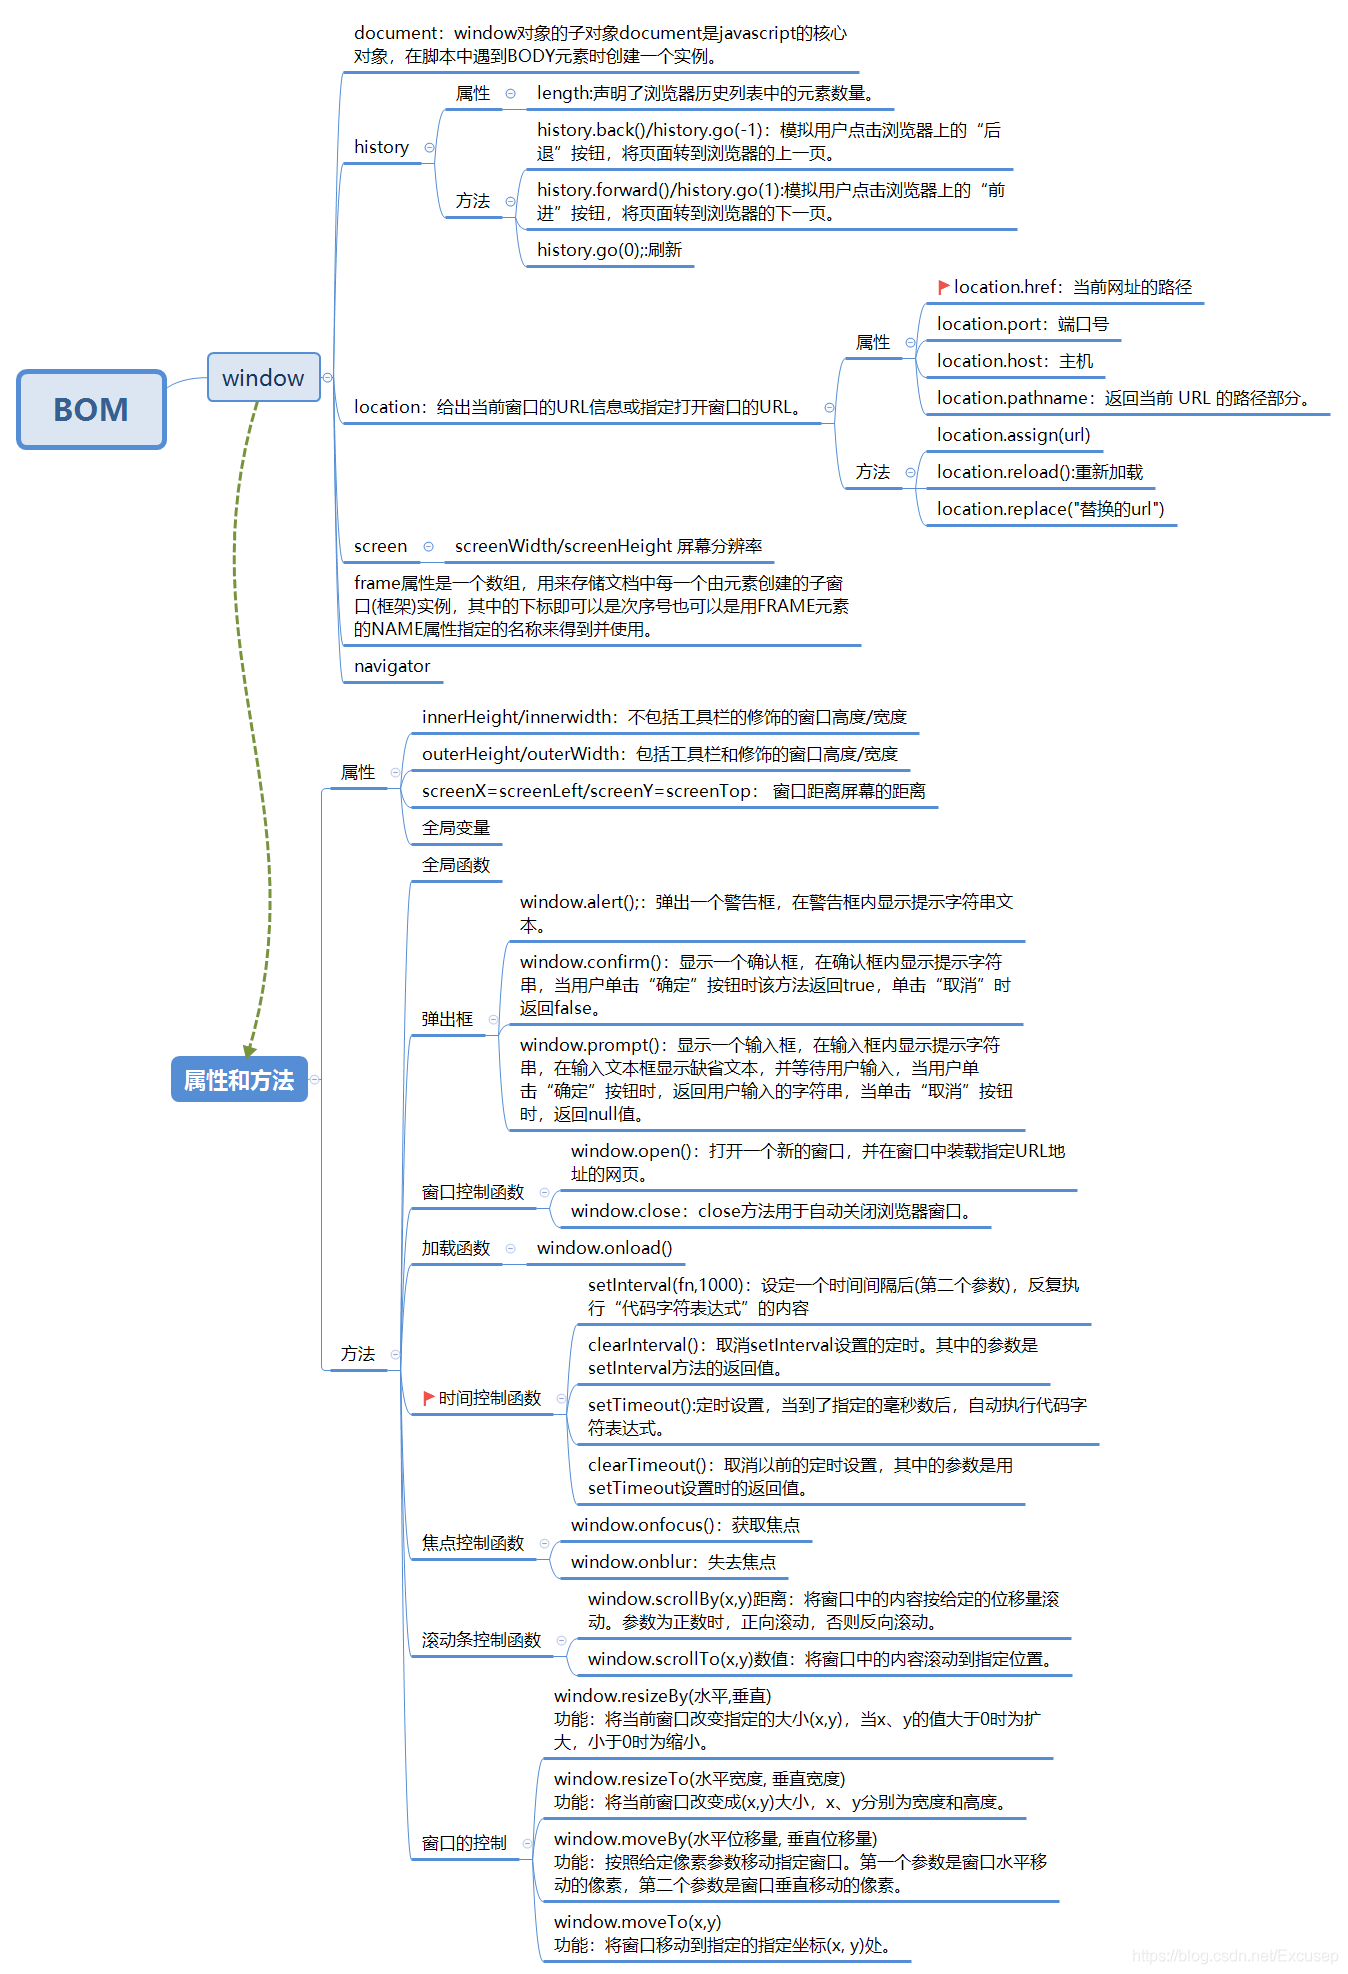 document：window对象的子对象document是javascript的核心
对象，在脚本中遇到BODY元素时创建一个实例。
属性
length:声明了浏览器历史列表中的元素数量。
history
history.back()/history.go(-1)：模拟用户点击浏览器上的“后
退”按钮，将页面转到浏览器的上一页。
方法
history.forward()/history.go(1):模拟用户点击浏览器上的“前
进”按钮，将页面转到浏览器的下一页。
history.go(0);:刷新
location.href：当前网址的路径
location.port：端口号
属性
location.host：主机
location.pathname：返回当前 URL 的路径部分。
BOM
window
location：给出当前窗口的URL信息或指定打开窗口的URL。
location.assign(url)
方法
location.reload():重新加载
location.replace("替换的url")
screen
screenWidth/screenHeight 屏幕分辨率
frame属性是一个数组，用来存储文档中每一个由元素创建的子窗
口(框架)实例，其中的下标即可以是次序号也可以是用FRAME元素
的NAME属性指定的名称来得到并使用。
navigator
innerHeight/innerwidth：不包括工具栏的修饰的窗口高度/宽度
outerHeight/outerWidth：包括工具栏和修饰的窗口高度/宽度
属性
screenX=screenLeft/screenY=screenTop： 窗口距离屏幕的距离
全局变量
全局函数
window.alert();：弹出一个警告框，在警告框内显示提示字符串文
本。
window.confirm()：显示一个确认框，在确认框内显示提示字符
串，当用户单击“确定”按钮时该方法返回true，单击“取消”时
返回false。
弹出框
window.prompt()：显示一个输入框，在输入框内显示提示字符
串，在输入文本框显示缺省文本，并等待用户输入，当用户单
击“确定”按钮时，返回用户输入的字符串，当单击“取消”按钮
时，返回null值。
属性和方法
window.open()：打开一个新的窗口，并在窗口中装载指定URL地
址的网页。
窗口控制函数
window.close：close方法用于自动关闭浏览器窗口。
加载函数
window.onload()
方法
setInterval(fn,1000)：设定一个时间间隔后(第二个参数)，反复执
行“代码字符表达式”的内容
clearInterval()：取消setInterval设置的定时。其中的参数是
setInterval方法的返回值。
时间控制函数
setTimeout():定时设置，当到了指定的毫秒数后，自动执行代码字
符表达式。
clearTimeout()：取消以前的定时设置，其中的参数是用
setTimeout设置时的返回值。
焦点控制函数
window.onfocus()：获取焦点
window.onblur：失去焦点
滚动条控制函数
window.scrollBy(x,y)距离：将窗口中的内容按给定的位移量滚
动。参数为正数时，正向滚动，否则反向滚动。
window.scrollTo(x,y)数值：将窗口中的内容滚动到指定位置。
window.resizeBy(水平,垂直)
功能：将当前窗口改变指定的大小(x,y)，当x、y的值大于0时为扩
大，小于0时为缩小。
window.resizeTo(水平宽度, 垂直宽度)
功能：将当前窗口改变成(x,y)大小，x、y分别为宽度和高度。
窗口的控制
window.moveBy(水平位移量, 垂直位移量)
功能：按照给定像素参数移动指定窗口。第一个参数是窗口水平移
动的像素，第二个参数是窗口垂直移动的像素。
window.moveTo(x,y)
功能：将窗口移动到指定的指定坐标(x, y)处。
https://blog.csdn.net/Excusep